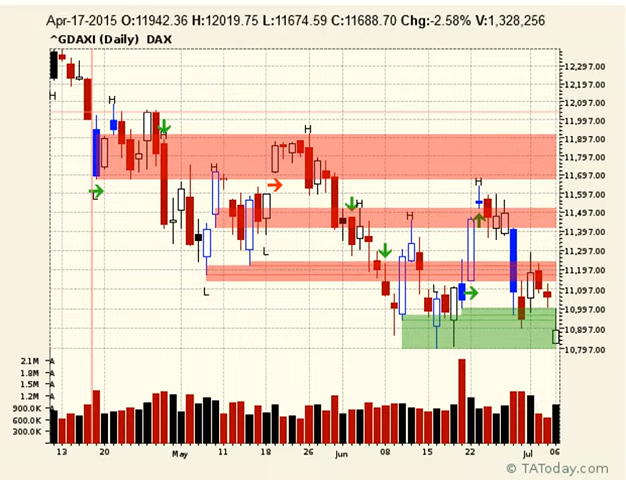 Apr-17-2015 O:11942.36 H:12019.75 L:11674.59 C:11688.70 Chg:-2.58% V:1,328,256
^GDAXI (Daily) DAX
12,297.00
12,197.00
12,097.00
11,997.00
11,897.00
11,797.00
11,697.00
11,597.00
11,497.00
11,397.00
11,297.00
11,197.00
11,097.00
10,997.00
10,897.00
10,797.00
H
H
H
H
H
H
H
L
L
L
L
2.1M A
1.8M A
1.5M A
1.2M A
900.0K A
600.0K A
300.0K A
13 20 May 11 18 26 Jun 08 15 22 Jul 06
© TAToday.com